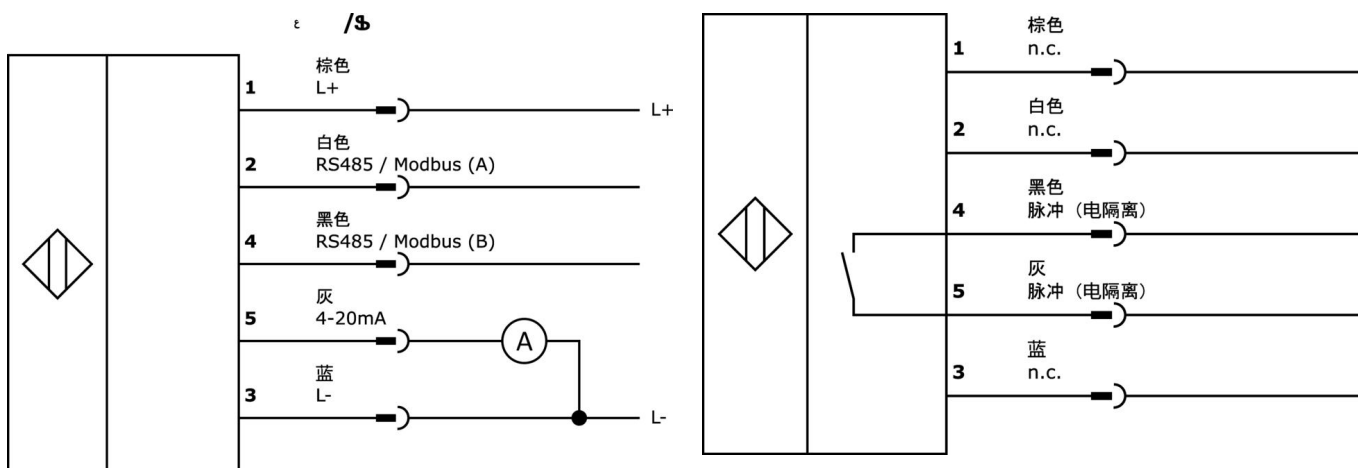 棕色
1 L+
L+
白色
2 RS485 / Modbus (A)
黑色
4 RS485 / Modbus (B)
灰
5 4-20mA
A
蓝
3 L-
L-
棕色
1 n.c.
白色
2 n.c.
黑色
4 脉冲（电隔离）
灰
5 脉冲（电隔离）
蓝
3 n.c.